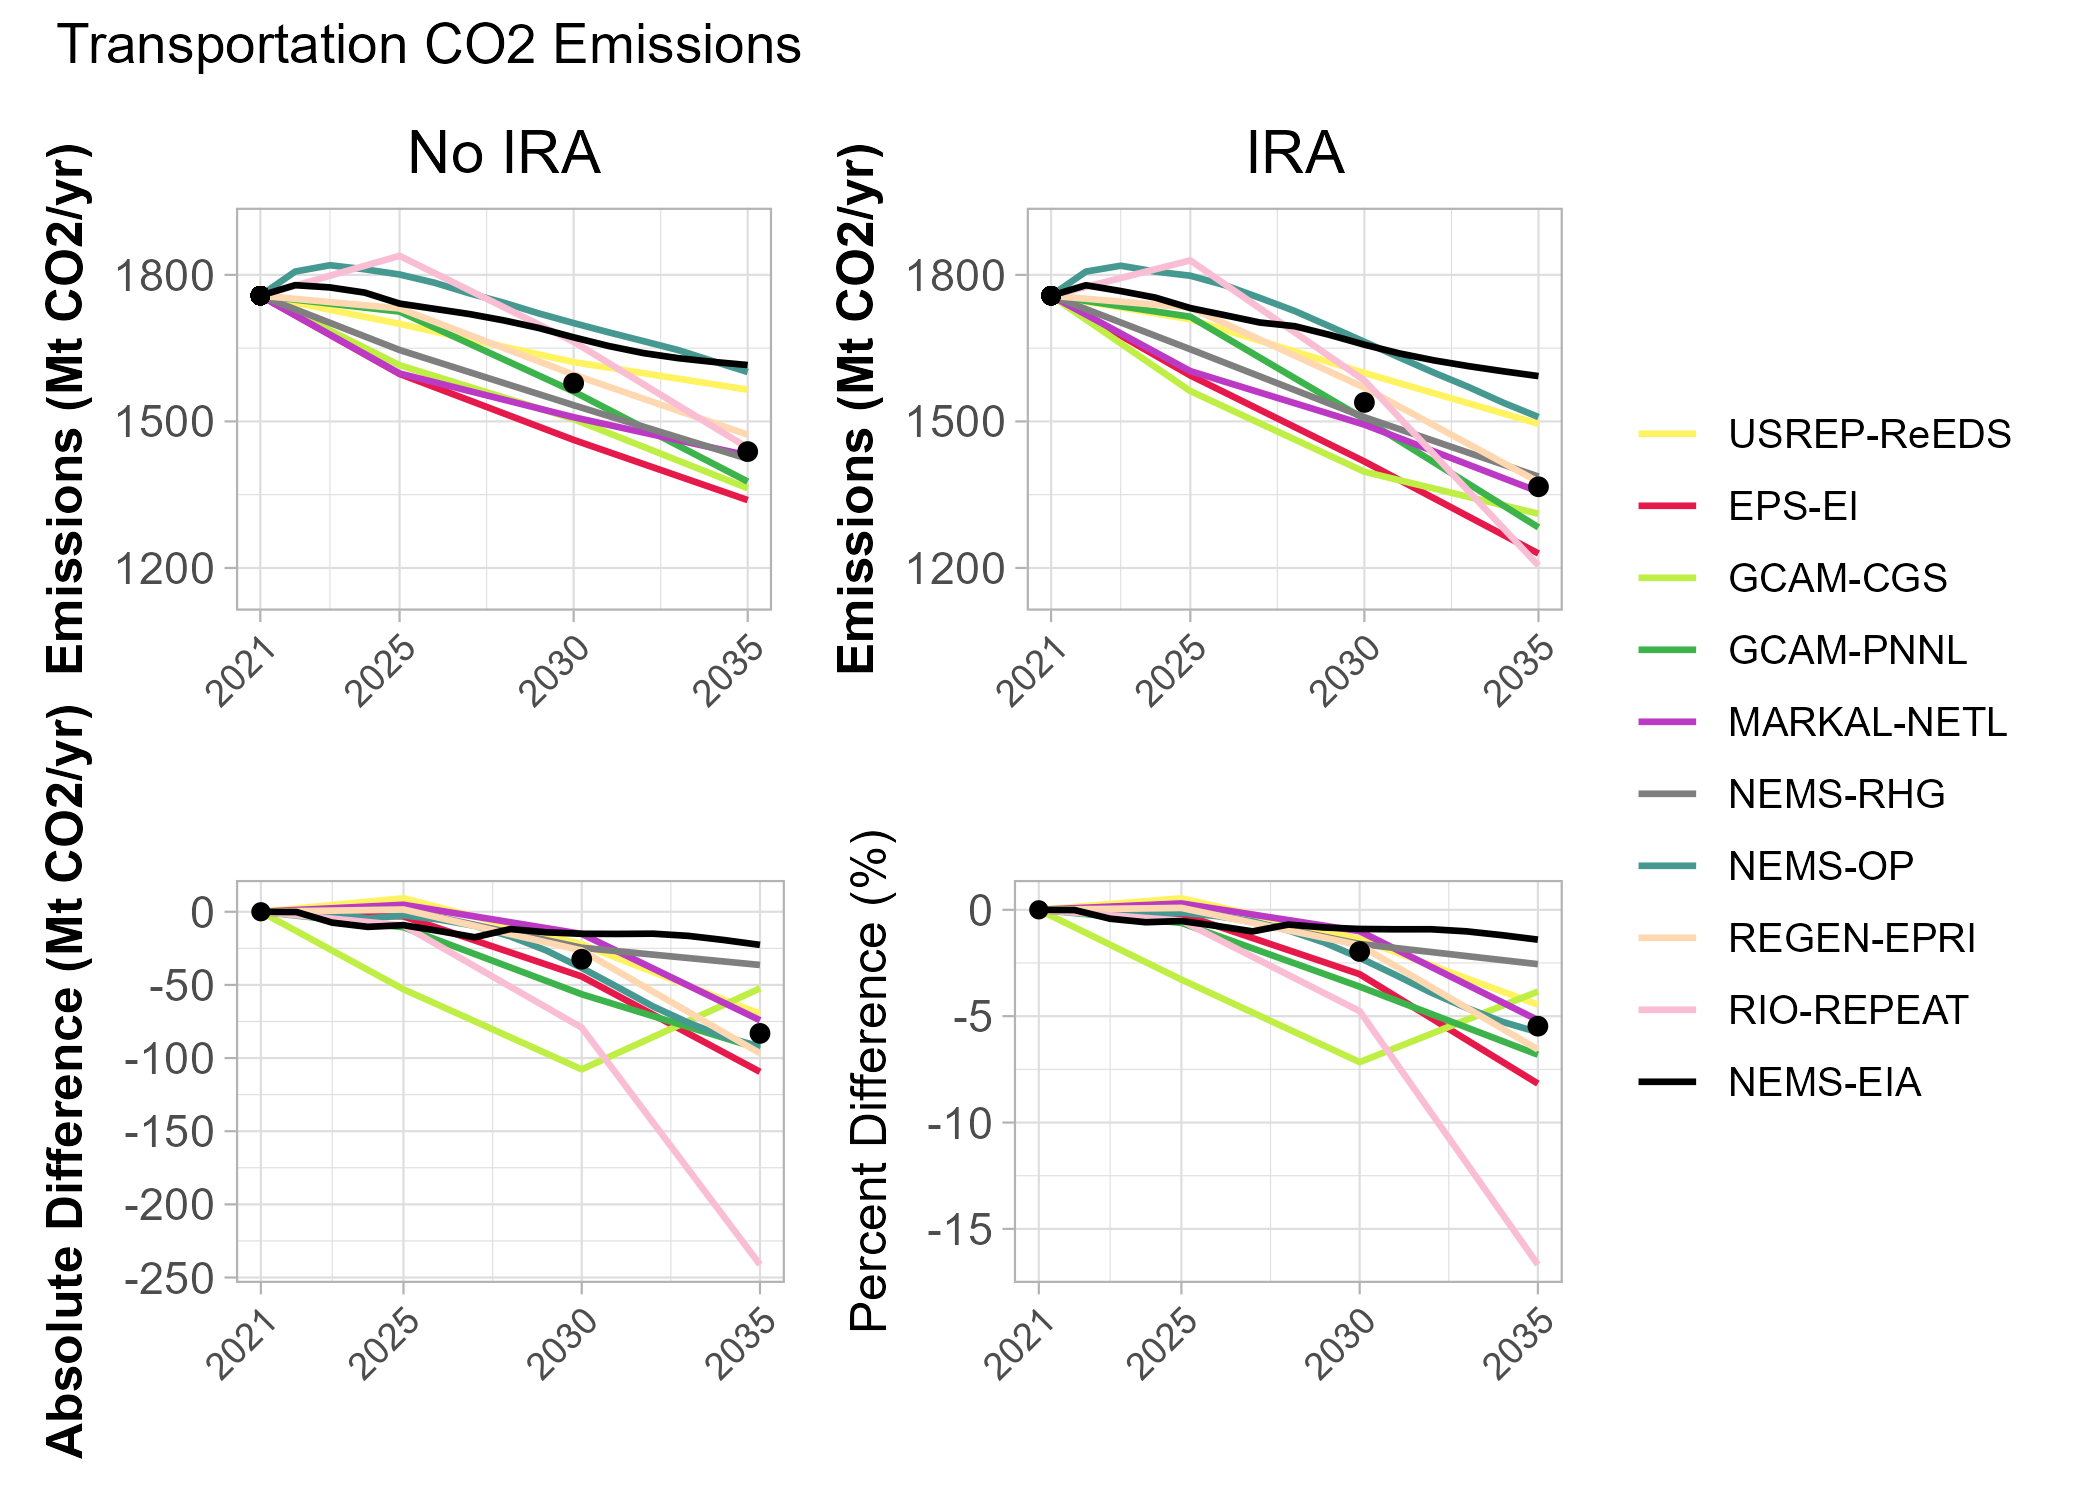 Transportation CO2 Emissions
No IRA
Emissions (Mt CO2/yr)
1800
1500
1200
2021
2025
2030
2035
IRA
Emissions (Mt CO2/yr)
1800
1500
1200
2021
2025
2030
2035
Absolute Difference (Mt CO2/yr)
0
-50
-100
-150
-200
-250
2021
2025
2030
2035
Percent Difference (%)
0
-5
-10
-15
2021
2025
2030
2035
USREP-ReEDS
EPS-EI
GCAM-CGS
GCAM-PNNL
MARKAL-NETL
NEMS-RHG
NEMS-OP
REGEN-EPRI
RIO-REPEAT
NEMS-EIA